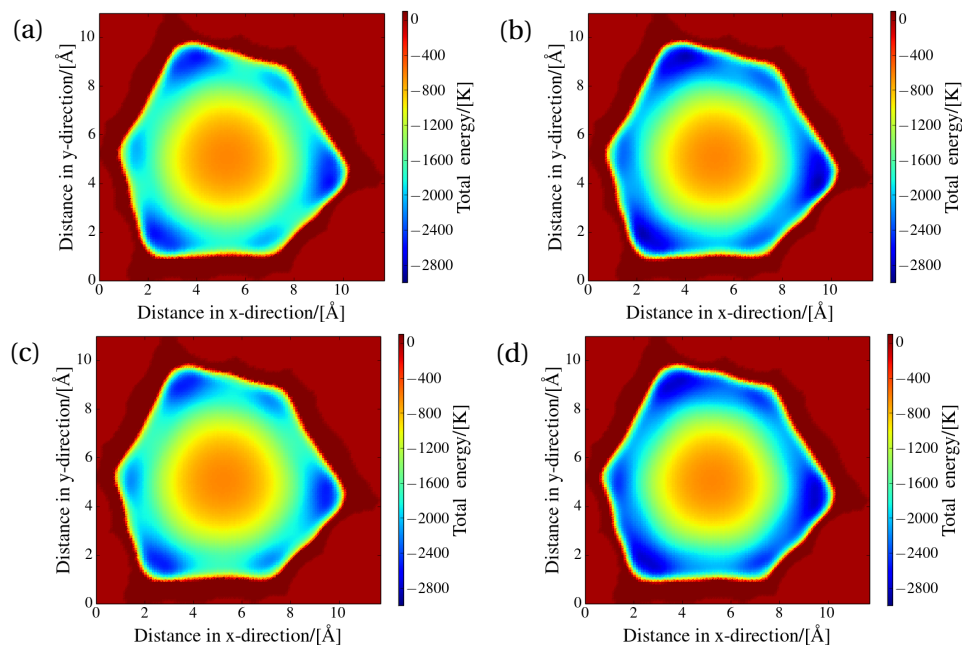 (a)
10
8
6
4
2
0
0 2 4 6 8 10
Distance in y-direction/[Å]
Distance in x-direction/[Å]
0
−400
−800
−1200
−1600
−2000
−2400
−2800
Total energy/[K]
(b)
10
8
6
4
2
0
0 2 4 6 8 10
Distance in y-direction/[Å]
Distance in x-direction/[Å]
0
−400
−800
−1200
−1600
−2000
−2400
−2800
Total energy/[K]
(c)
10
8
6
4
2
0
0 2 4 6 8 10
Distance in y-direction/[Å]
Distance in x-direction/[Å]
0
−400
−800
−1200
−1600
−2000
−2400
−2800
Total energy/[K]
(d)
10
8
6
4
2
0
0 2 4 6 8 10
Distance in y-direction/[Å]
Distance in x-direction/[Å]
0
−400
−800
−1200
−1600
−2000
−2400
−2800
Total energy/[K]